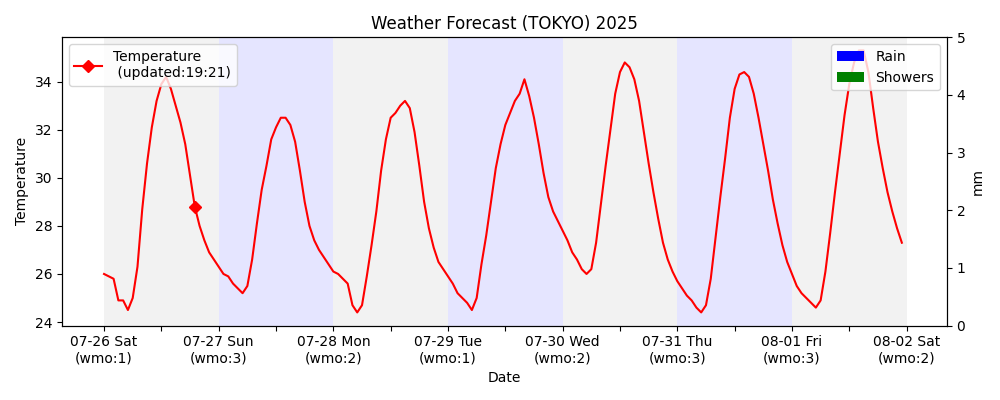 Weather Forecast (TOKYO) 2025
Temperature
(updated:19:21)
Rain
Showers
Temperature
34
32
30
28
26
24
5
4
3
2
1
0
mm
07-26 Sat
(wmo:1)
07-27 Sun
(wmo:3)
07-28 Mon
(wmo:2)
07-29 Tue
(wmo:1)
07-30 Wed
(wmo:2)
07-31 Thu
(wmo:3)
08-01 Fri
(wmo:3)
08-02 Sat
(wmo:2)
Date